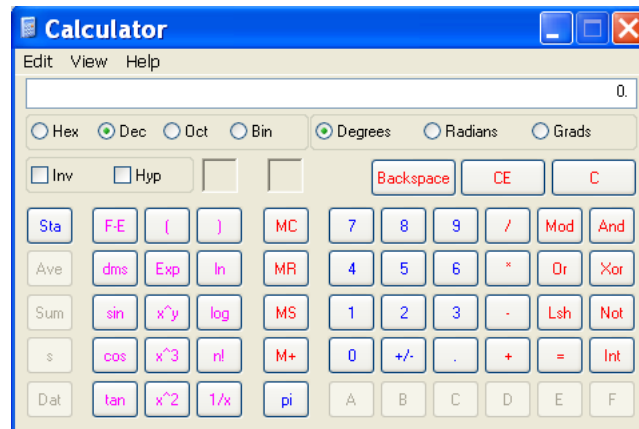 Calculator
Edit View Help
0.
Hex Dec Oct Bin Degrees Radians Grads
Inv Hyp Backspace CE C
Sta F-E ( ) MC 7 8 9 / Mod And
Ave dms Exp ln MR 4 5 6 * Or Xor
Sum sin x^y log MS 1 2 3 - Lsh Not
s cos x^3 n! M+ 0 +/- . + = Int
Dat tan x^2 1/x pi A B C D E F